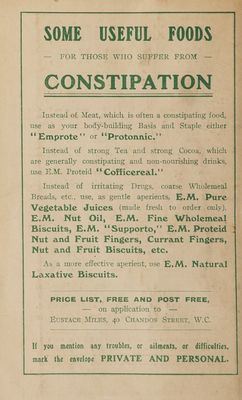 SOME USEFUL FOODS
— FOR THOSE WHO SUFFER FROM —
CONSTIPATION
Instead of Meat, which is often a constipating food,
use as your body-building Basis and Staple either
"Emprote" or "Protonnic."
Instead of strong Tea and strong Cocoa, which
are generally constipating and non-nourishing drinks,
use E.M. Proteid "Cofficereal."
Instead of irritating Drugs, coarse Wholemeal
Breads, etc., use, as gentle aperients, E.M. Pure
Vegetable Juices (made fresh to order only),
E.M. Nut Oil, E.M. Fine Wholemeal
Biscuits, E.M. "Supporto," E.M. Proteid
Nut and Fruit Fingers, Currant Fingers,
Nut and Fruit Biscuits, etc.
As a more effective aperient, use E.M. Natural
Laxative Biscuits.
PRICE LIST, FREE AND POST FREE,
— on application to —
EUSTACE MILES, 40 CHANDOS STREET, W.C.
If you mention any troubles, or ailments, or difficulties,
mark the envelope PRIVATE AND PERSONAL.